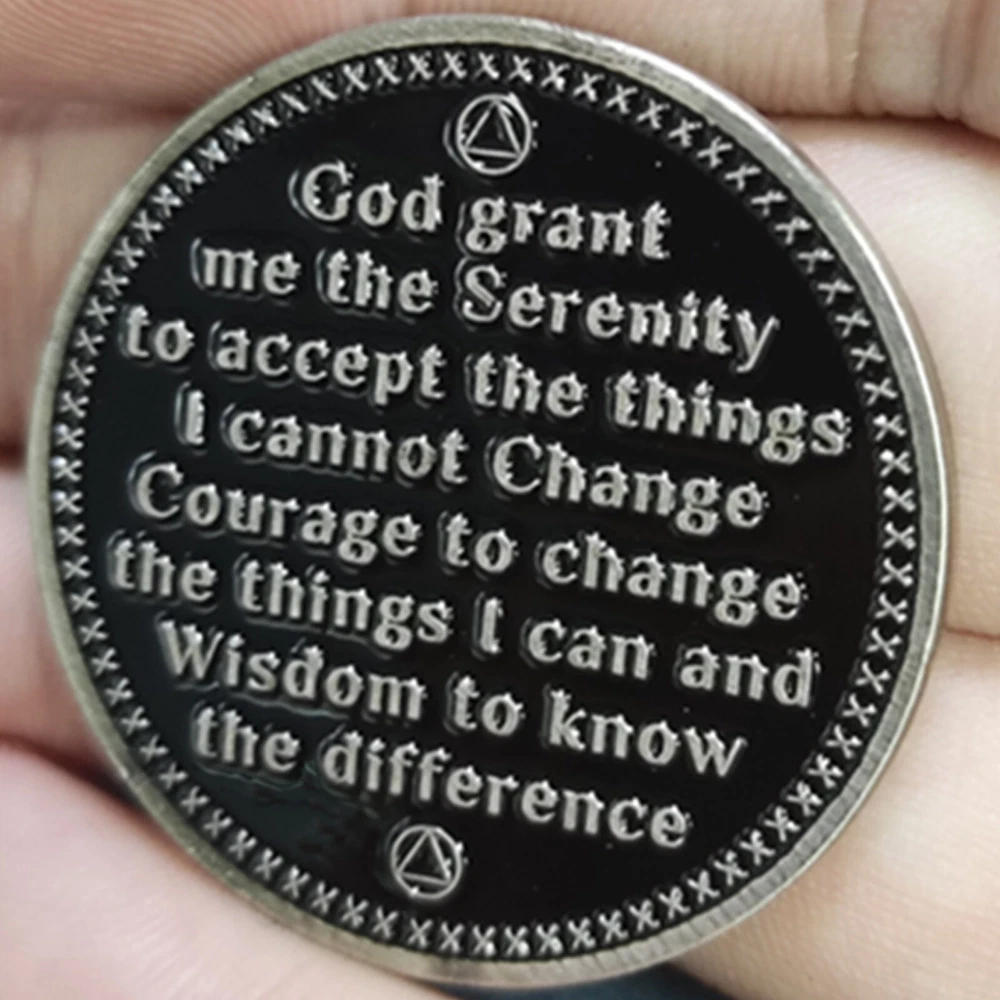 God grant
me the Serenity
to accept the things
I cannot Change
Courage to change
the things I can and
Wisdom to know
the difference